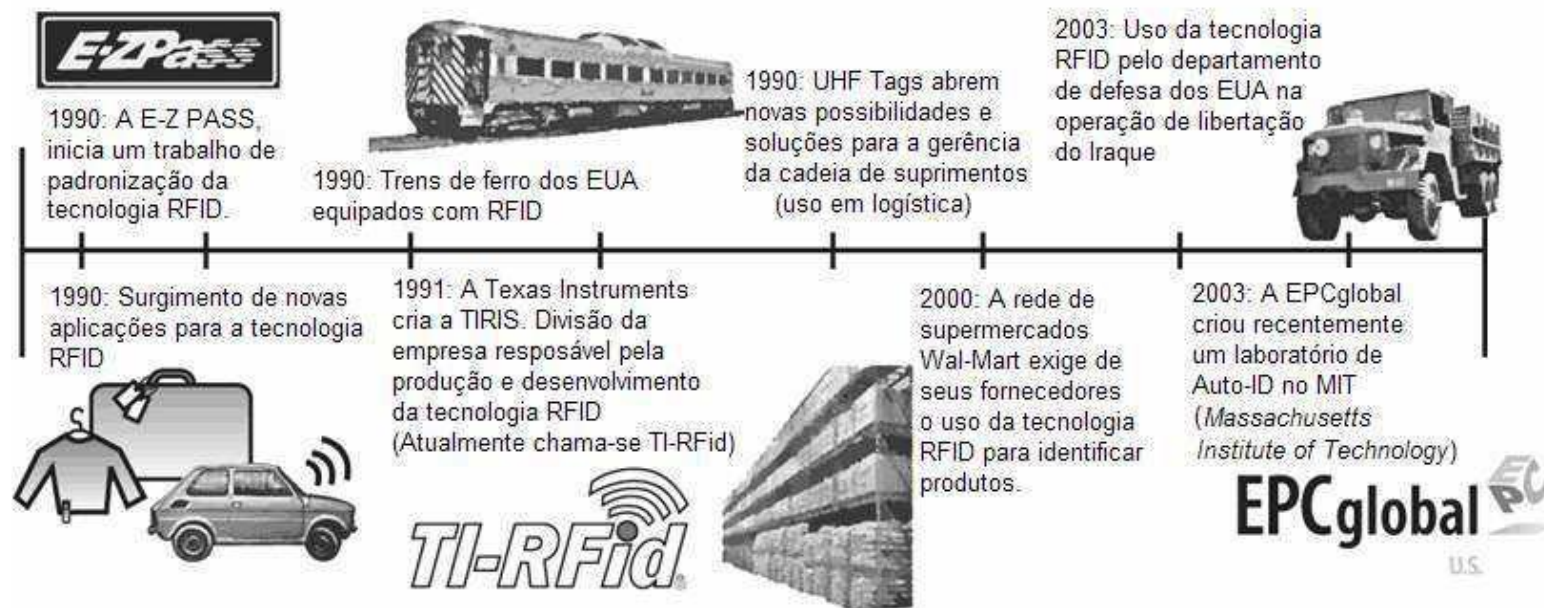 E-ZPass
1990: A E-Z PASS,
inicia um trabalho de
padronização da
tecnologia RFID.
1990: Trens de ferro dos EUA
equipados com RFID
1990: UHF Tags abrem
novas possibilidades e
soluções para a gerência
da cadeia de suprimentos
(uso em logística)
2003: Uso da tecnologia
RFID pelo departamento
de defesa dos EUA na
operação de libertação
do Iraque
1990: Surgimento de novas
aplicações para a tecnologia
RFID
1991: A Texas Instruments
cria a TIRIS. Divisão da
empresa resposável pela
produção e desenvolvimento
da tecnologia RFID
(Atualmente chama-se TI-RFid)
TI-RFid
2000: A rede de
supermercados
Wal-Mart exige de
seus fornecedores
o uso da tecnologia
RFID para identificar
produtos.
2003: A EPCglobal
criou recentemente
um laboratório de
Auto-ID no MIT
(Massachusetts
Institute of Technology)
EPCglobal
EPC
U.S.